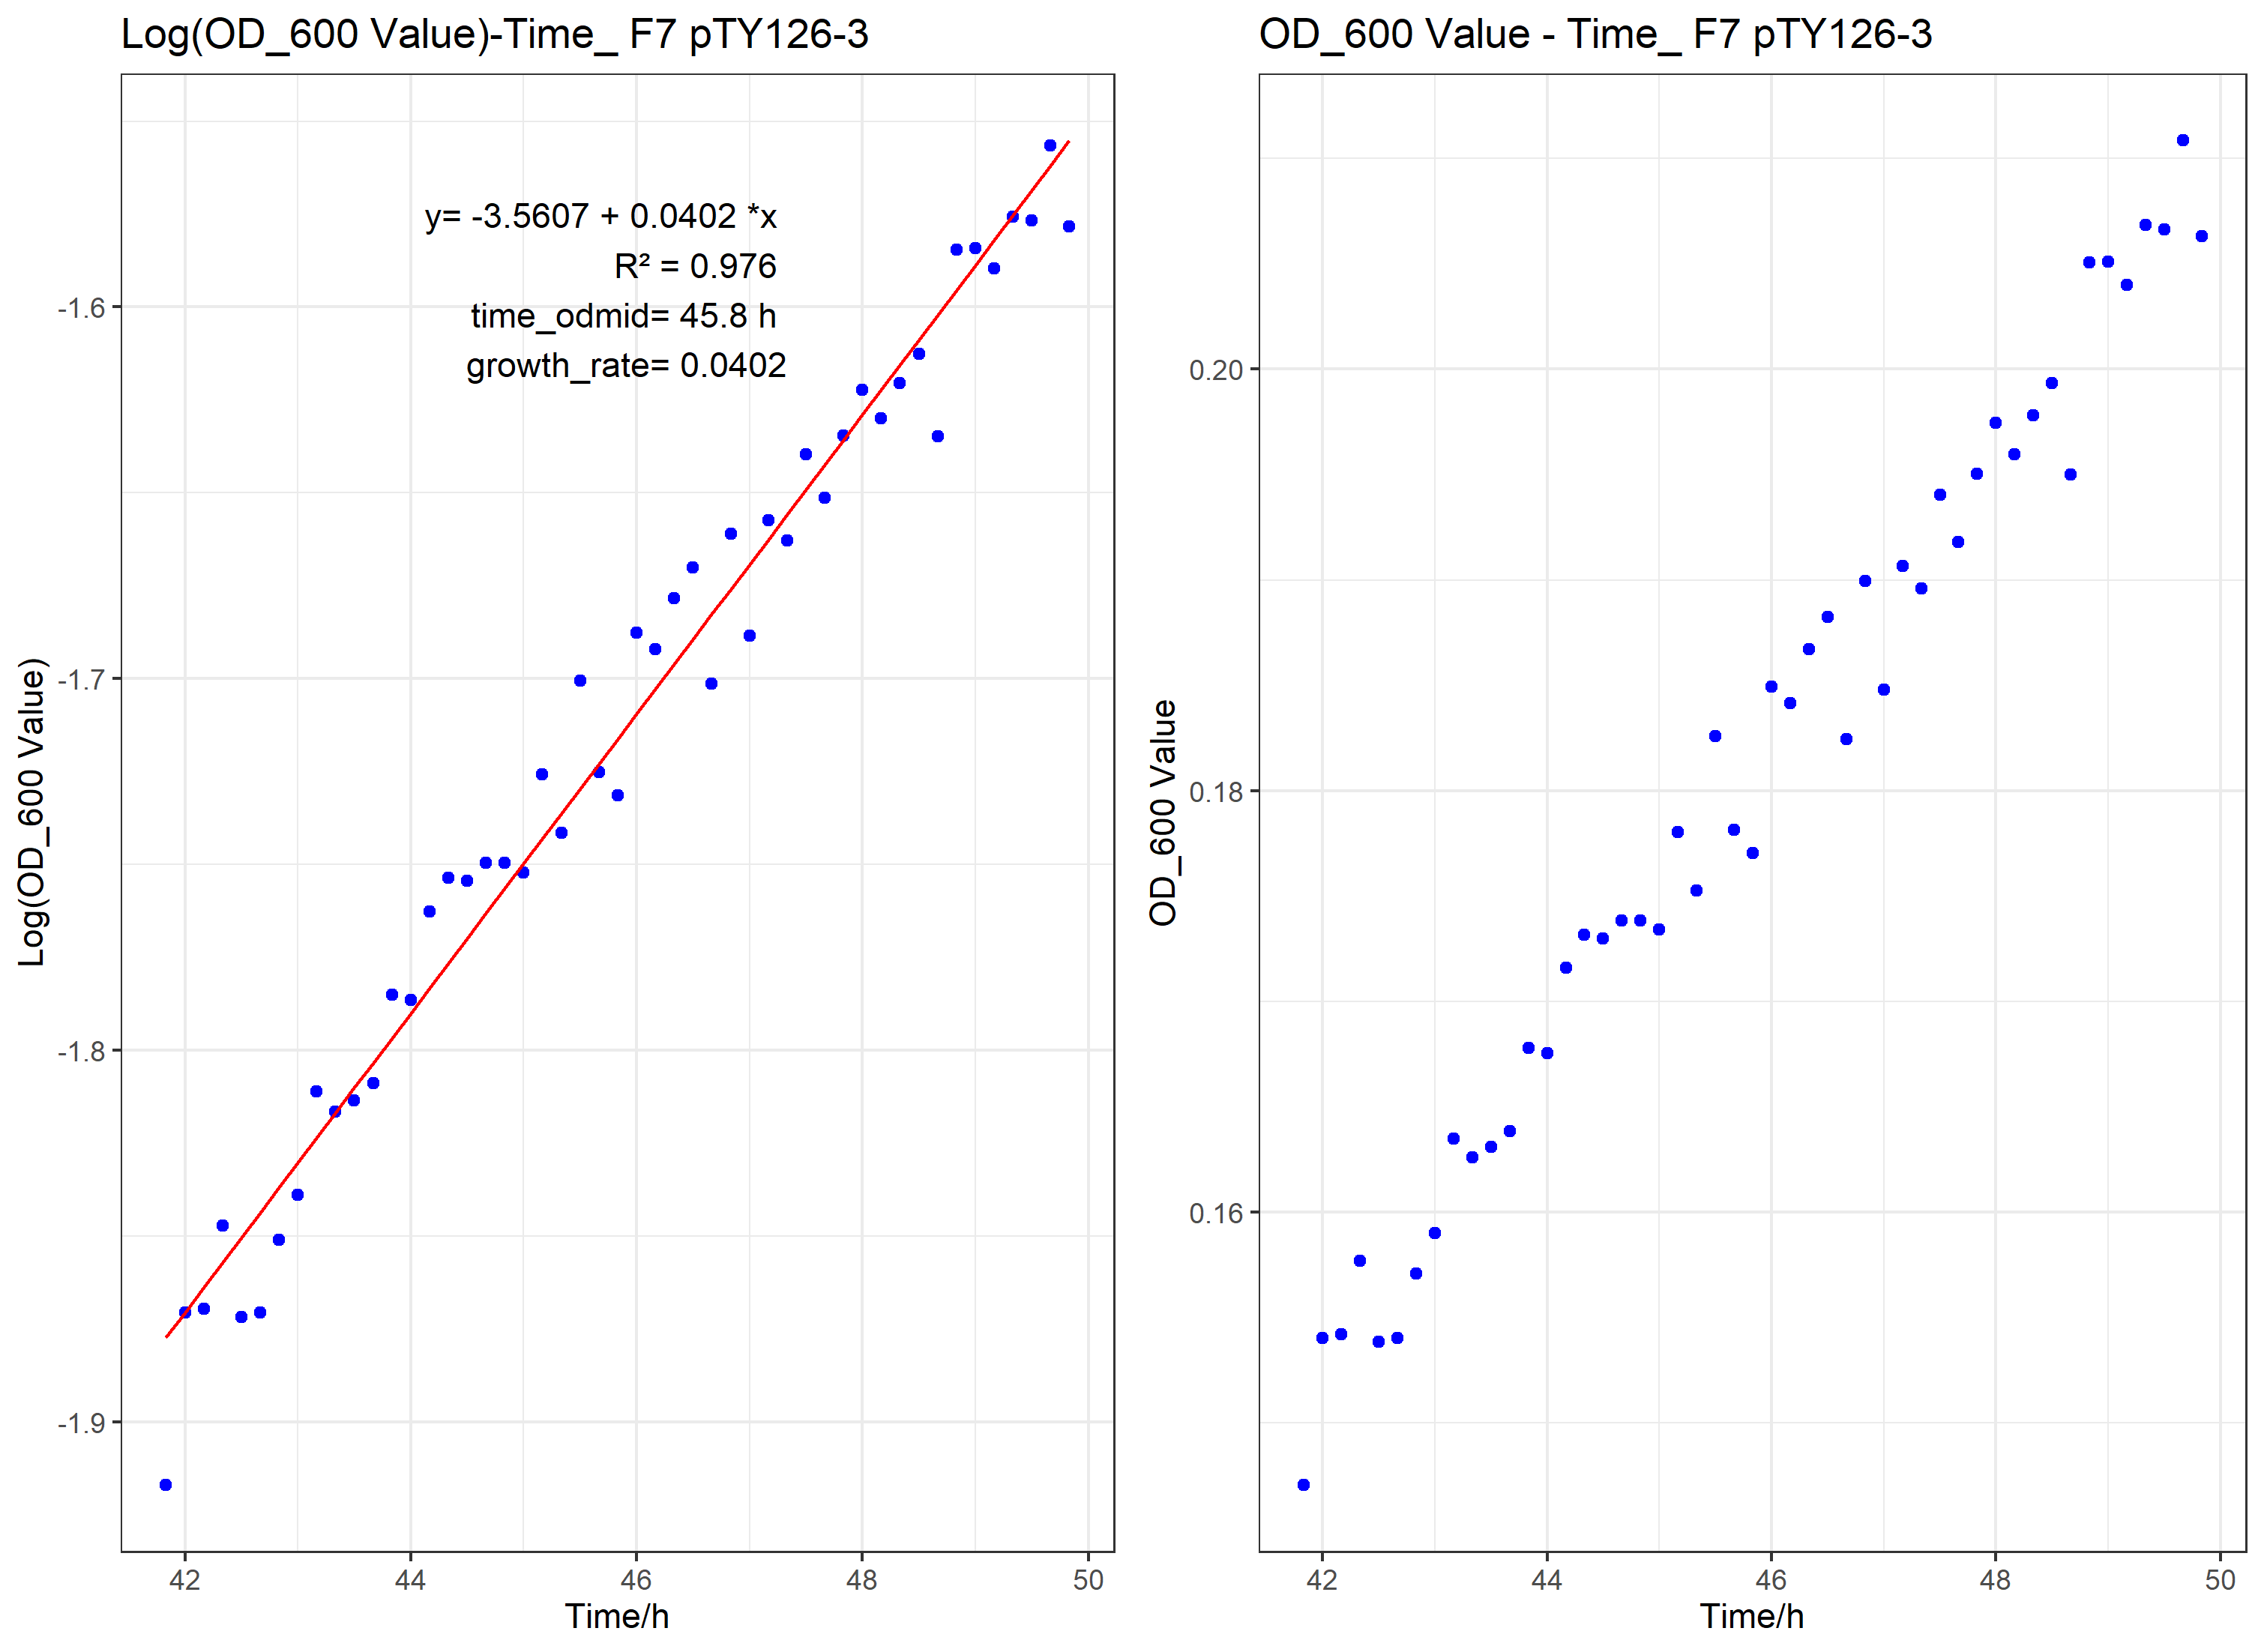 Log(OD_600 Value)-Time_ F7 pTY126-3
y= -3.5607 + 0.0402 *x
R² = 0.976
time_odmid= 45.8 h
growth_rate= 0.0402
-1.6
-1.7
-1.8
-1.9
Log(OD_600 Value)
42 44 46 48 50
Time/h
OD_600 Value - Time_ F7 pTY126-3
0.20
0.18
0.16
OD_600 Value
42 44 46 48 50
Time/h